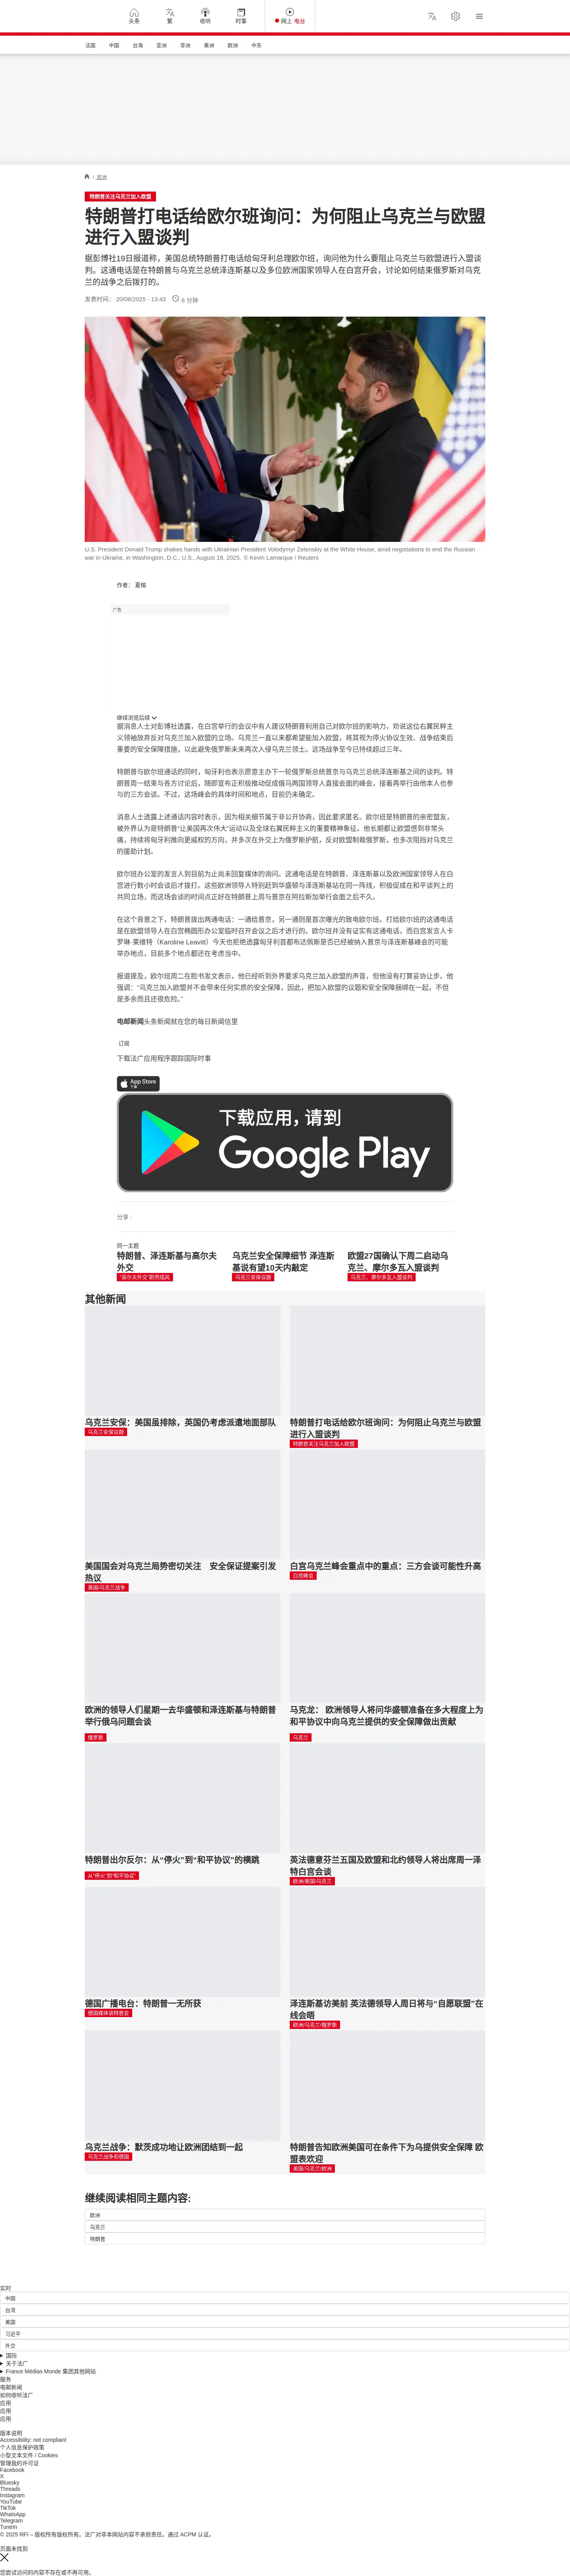 头条
繁
收听
时事
网上 电台
法国
中国
台海
亚洲
非洲
美洲
欧洲
中东
/ 欧洲
特朗普关注乌克兰加入欧盟
特朗普打电话给欧尔班询问：为何阻止乌克兰与欧盟
进行入盟谈判
据彭博社19日报道称，美国总统特朗普打电话给匈牙利总理欧尔班，询问他为什么要阻止乌克兰与欧盟进行入盟谈
判。这通电话是在特朗普与乌克兰总统泽连斯基以及多位欧洲国家领导人在白宫开会，讨论如何结束俄罗斯对乌克
兰的战争之后拨打的。
发表时间： 20/08/2025 - 13:43
6 分钟
U.S. President Donald Trump shakes hands with Ukrainian President Volodymyr Zelenskiy at the White House, amid negotiations to end the Russian
war in Ukraine, in Washington, D.C., U.S., August 18, 2025. © Kevin Lamarque / Reuters
作者： 夏榕
广告
继续浏览后续
据消息人士对彭博社透露，在白宫举行的会议中有人建议特朗普利用自己对欧尔班的影响力，劝说这位右翼民粹主
义领袖放弃反对乌克兰加入欧盟的立场。乌克兰一直以来都希望能加入欧盟，将其视为停火协议生效、战争结束后
重要的安全保障措施，以此避免俄罗斯未来再次入侵乌克兰领土。这场战争至今已持续超过三年。
特朗普与欧尔班通话的同时，匈牙利也表示愿意主办下一轮俄罗斯总统普京与乌克兰总统泽连斯基之间的谈判。特
朗普周一结束与各方讨论后，随即宣布正积极推动促成俄乌两国领导人直接会面的峰会，接着再举行由他本人也参
与的三方会谈。不过，这场峰会的具体时间和地点，目前仍未确定。
消息人士透露上述通话内容时表示，因为相关细节属于非公开协商，因此要求匿名。欧尔班是特朗普的亲密盟友，
被外界认为是特朗普“让美国再次伟大”运动以及全球右翼民粹主义的重要精神象征。他长期都让欧盟感到非常头
痛，持续将匈牙利推向更威权的方向，并多次在外交上为俄罗斯护航，反对欧盟制裁俄罗斯，也多次阻挡对乌克兰
的援助计划。
欧尔班办公室的发言人到目前为止尚未回复媒体的询问。这通电话是在特朗普、泽连斯基以及欧洲国家领导人在白
宫进行数小时会谈后才拨打。这些欧洲领导人特别赶到华盛顿与泽连斯基站在同一阵线，积极促成在和平谈判上的
共同立场，而这场会谈的时间点正好在特朗普上周与普京在阿拉斯加举行会面之后不久。
在这个背景之下，特朗普拨出两通电话：一通给普京，另一通则是首次曝光的致电欧尔班。打给欧尔班的这通电话
是在欧盟领导人在白宫椭圆形办公室临时召开会议之后才进行的。欧尔班并没有证实有这通电话，而白宫发言人卡
罗琳·莱维特（Karoline Leavitt）今天也拒绝透露匈牙利首都布达佩斯是否已经被纳入普京与泽连斯基峰会的可能
举办地点，目前多个地点都还在考虑当中。
报道提及，欧尔班周二在脸书发文表示，他已经听到外界要求乌克兰加入欧盟的声音，但他没有打算妥协让步。他
强调：“乌克兰加入欧盟并不会带来任何实质的安全保障，因此，把加入欧盟的议题和安全保障捆绑在一起，不但
是多余而且还很危险。”
电邮新闻头条新闻就在您的每日新闻信里
订阅
下载法广应用程序跟踪国际时事
App Store
下载
下载应用，请到
Google Play
分享 :
同一主题
特朗普、泽连斯基与高尔夫
外交
“高尔夫外交”蔚然成风
乌克兰安全保障细节 泽连斯
基说有望10天内敲定
乌克兰安保议题
欧盟27国确认下周二启动乌
克兰、摩尔多瓦入盟谈判
乌克兰、摩尔多瓦入盟谈判
其他新闻
乌克兰安保：美国虽排除，英国仍考虑派遣地面部队
乌克兰安保议题
特朗普打电话给欧尔班询问：为何阻止乌克兰与欧盟
进行入盟谈判
特朗普关注乌克兰加入欧盟
美国国会对乌克兰局势密切关注　安全保证提案引发
热议
美国/乌克兰战争
白宫乌克兰峰会重点中的重点：三方会谈可能性升高
白宫峰会
欧洲的领导人们星期一去华盛顿和泽连斯基与特朗普
举行俄乌问题会谈
俄罗斯
马克龙： 欧洲领导人将问华盛顿准备在多大程度上为
和平协议中向乌克兰提供的安全保障做出贡献
乌克兰
特朗普出尔反尔：从“停火”到“和平协议”的横跳
从“停火”到“和平协议”
英法德意芬兰五国及欧盟和北约领导人将出席周一泽
特白宫会谈
欧洲/美国/乌克兰
德国广播电台：特朗普一无所获
德国媒体谈特普会
泽连斯基访美前 英法德领导人周日将与“自愿联盟”在
线会晤
欧洲/乌克兰/俄罗斯
乌克兰战争：默茨成功地让欧洲团结到一起
乌克兰战争和德国
特朗普告知欧洲美国可在条件下为乌提供安全保障 欧
盟表欢迎
美国/乌克兰/欧洲
继续阅读相同主题内容:
欧洲
乌克兰
特朗普
实时
中国
台湾
美国
习近平
外交
国际
关于法广
France Médias Monde 集团其他网站
服务
电邮新闻
如何收听法广
应用
应用
应用
版本说明
Accessibility: not compliant
个人信息保护政策
小型文本文件 / Cookies
管理我的许可证
Facebook
X
Bluesky
Threads
Instagram
YouTube
TikTok
WhatsApp
Telegram
TuneIn
© 2025 RFI – 版权所有版权所有。法广对非本网站内容不承担责任。通过 ACPM 认证。
页面未找到
您尝试访问的内容不存在或不再可用。